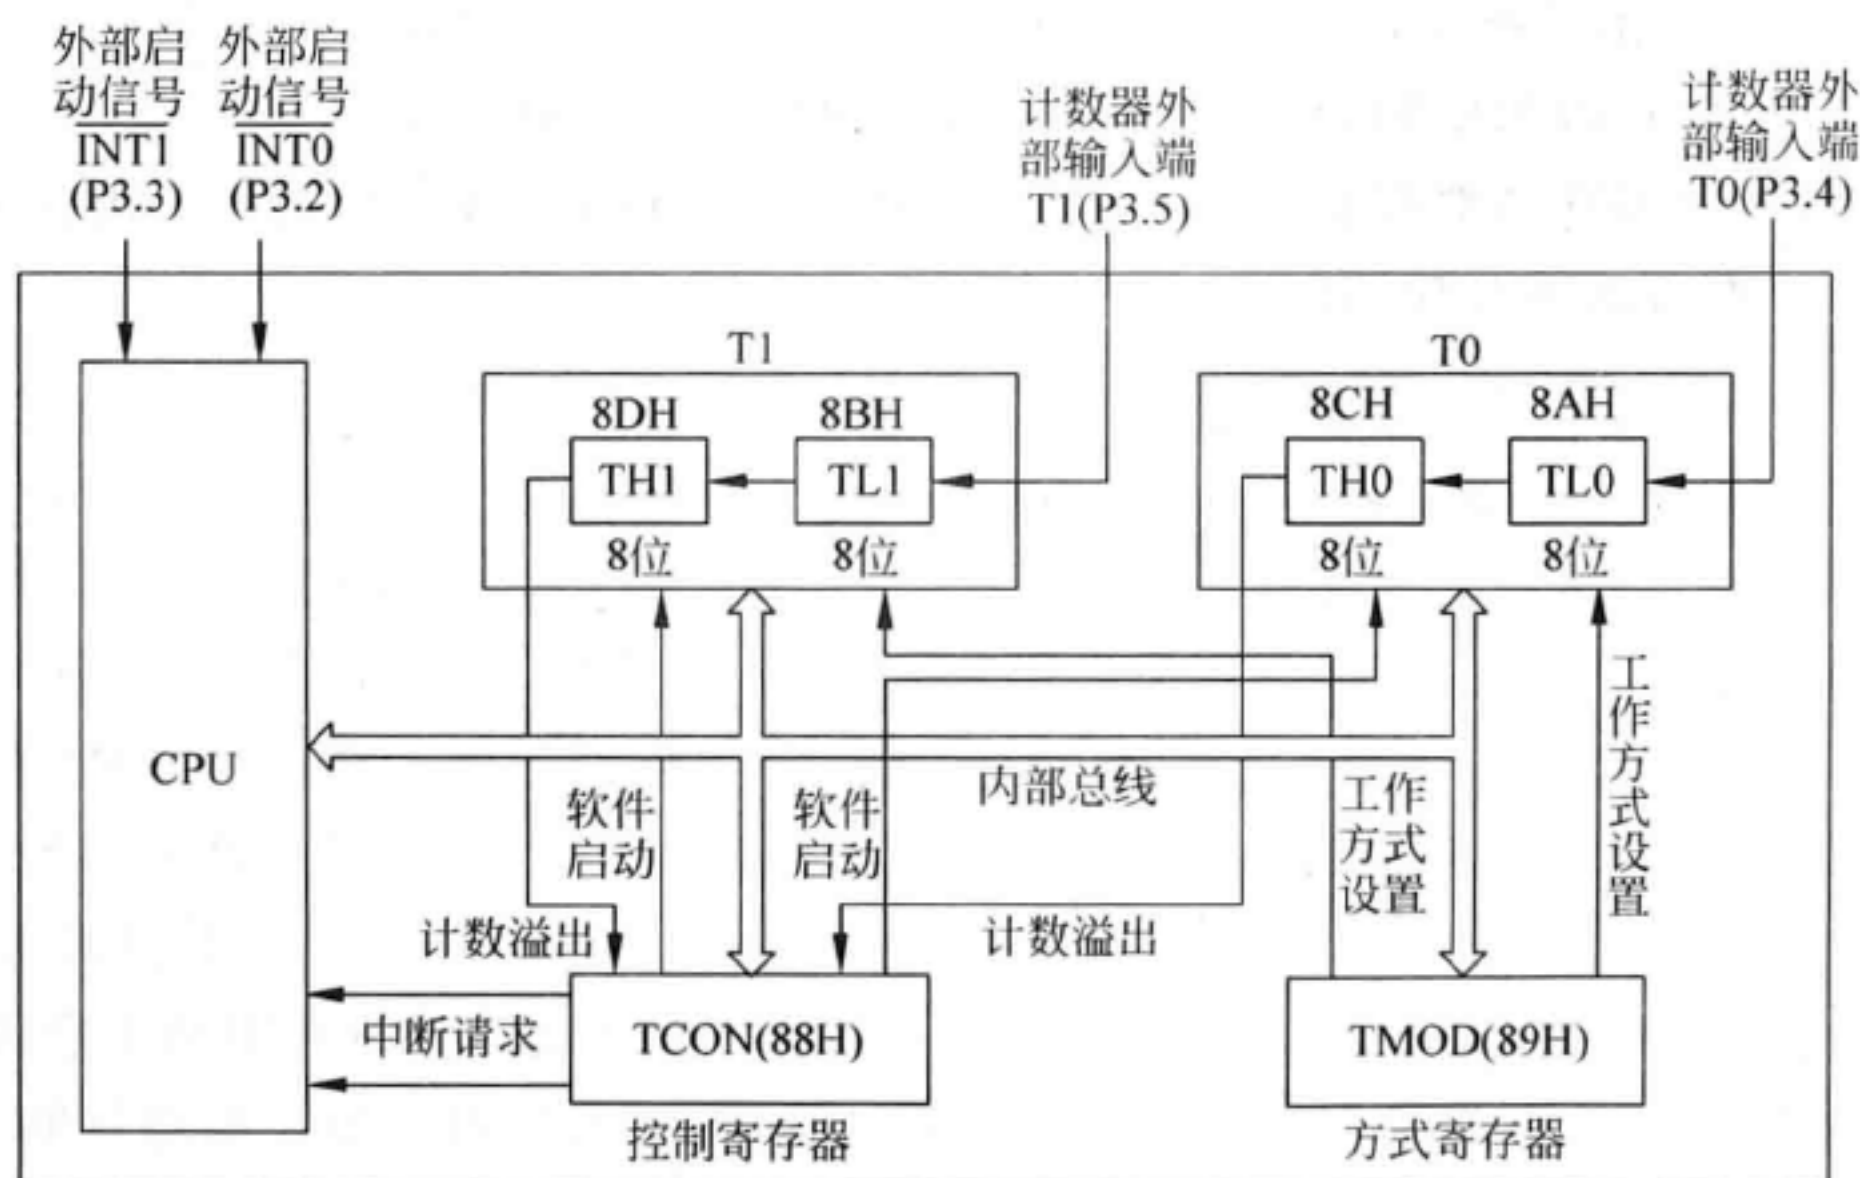 外部启
动信号
INT1
(P3.3)
外部启
动信号
INT0
(P3.2)
计数器外
部输入端
T1(P3.5)
计数器外
部输入端
T0(P3.4)
T1
8DH
8BH
TH1
TL1
8位
8位
T0
8CH
8AH
TH0
TL0
8位
8位
CPU
软件
启动
软件
启动
内部总线
工作
方式
设置
工作方式设置
计数溢出
计数溢出
中断请求
TCON(88H)
控制寄存器
TMOD(89H)
方式寄存器